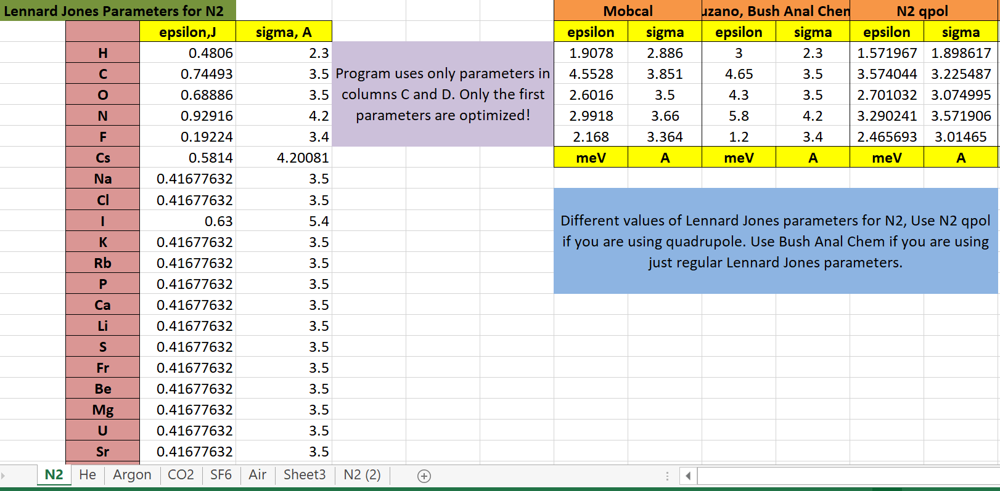 Lennard Jones Parameters for N2 Mobcal uzano, Bush Anal Chen N2 qpol
epsilon,J sigma, A epsilon sigma epsilon sigma epsilon sigma
H 0.4806 2.3 1.9078 2.886 3 2.3 1.571967 1.898617
C 0.74493 3.5 Program uses only parameters in 4.5528 3.851 4.65 3.5 3.574044 3.225487
O 0.68886 3.5 columns C and D. Only the first 2.6016 3.5 4.3 3.5 2.701032 3.074995
N 0.92916 4.2 parameters are optimized! 2.9918 3.66 5.8 4.2 3.290241 3.571906
F 0.19224 3.4 2.168 3.364 1.2 3.4 2.465693 3.01465
Cs 0.5814 4.20081 meV A meV A meV A
Na 0.41677632 3.5
Cl 0.41677632 3.5
I 0.63 5.4 Different values of Lennard Jones parameters for N2, Use N2 qpol
K 0.41677632 3.5 if you are using quadrupole. Use Bush Anal Chem if you are using
Rb 0.41677632 3.5 just regular Lennard Jones parameters.
P 0.41677632 3.5
Ca 0.41677632 3.5
Li 0.41677632 3.5
S 0.41677632 3.5
Fr 0.41677632 3.5
Be 0.41677632 3.5
Mg 0.41677632 3.5
U 0.41677632 3.5
Sr 0.41677632 3.5
N2 He Argon CO2 SF6 Air Sheet3 N2 (2)